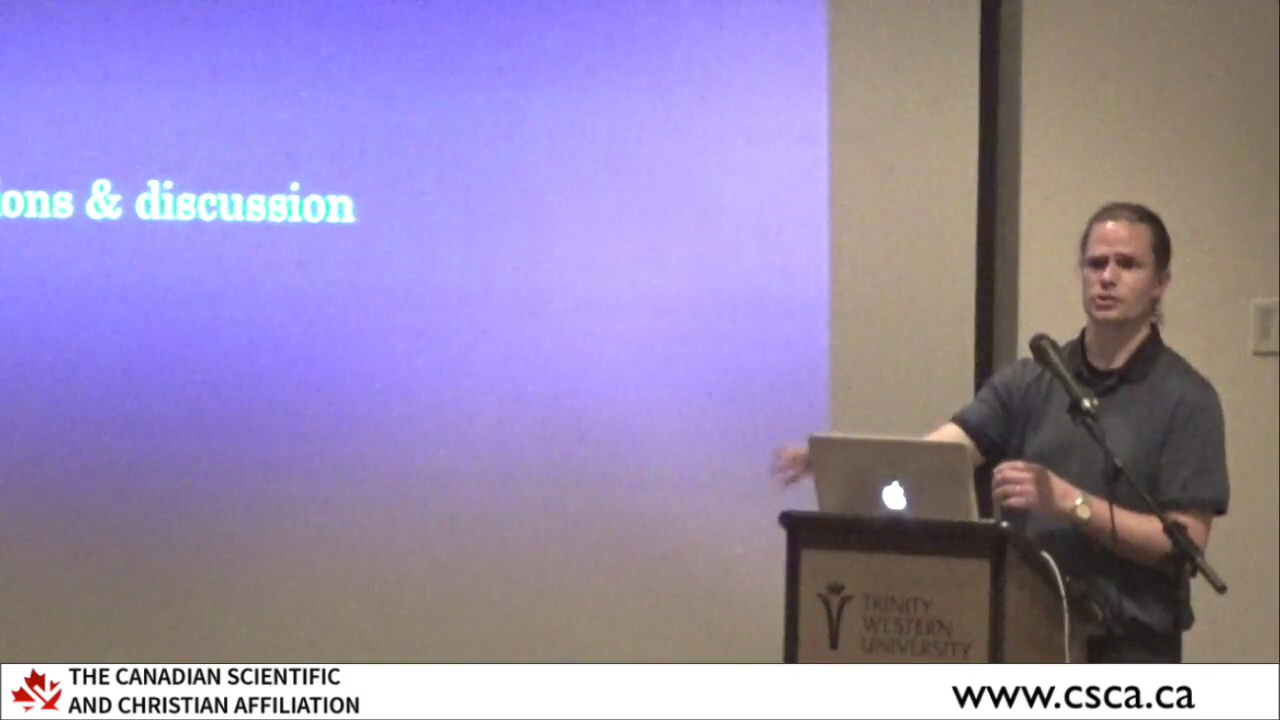 ions & discussion
TRINITY
WESTERN
UNIVERSITY
THE CANADIAN SCIENTIFIC
AND CHRISTIAN AFFILIATION
www.csca.ca